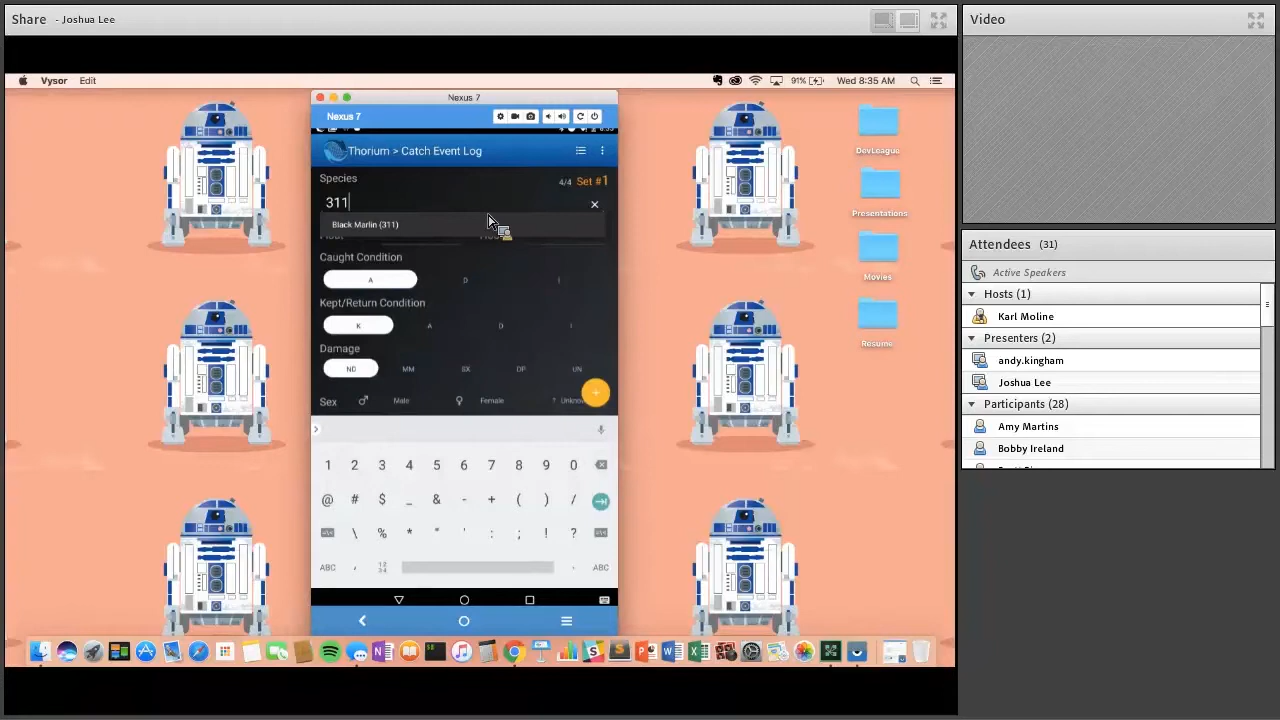 Share - Joshua Lee
Video
Vysor Edit
91%
Wed 8:35 AM
Nexus 7
Nexus 7
Thorium > Catch Event Log
Species
4/4 Set #1
311
Black Marlin (311)
Caught Condition
A D I
Kept/Return Condition
K A D I
Damage
ND MM SX DP UN
Sex Male Female
1 2 3 4 5 6 7 8 9 0
@ # $ _ & - + ( ) /
\ % * " ' : ; ! ?
ABC , 1 2 3 4 . ABC
DevLeague
Presentations
Movies
Resume
Attendees (31)
Active Speakers
Hosts (1)
Karl Moline
Presenters (2)
andy.kingham
Joshua Lee
Participants (28)
Amy Martins
Bobby Ireland